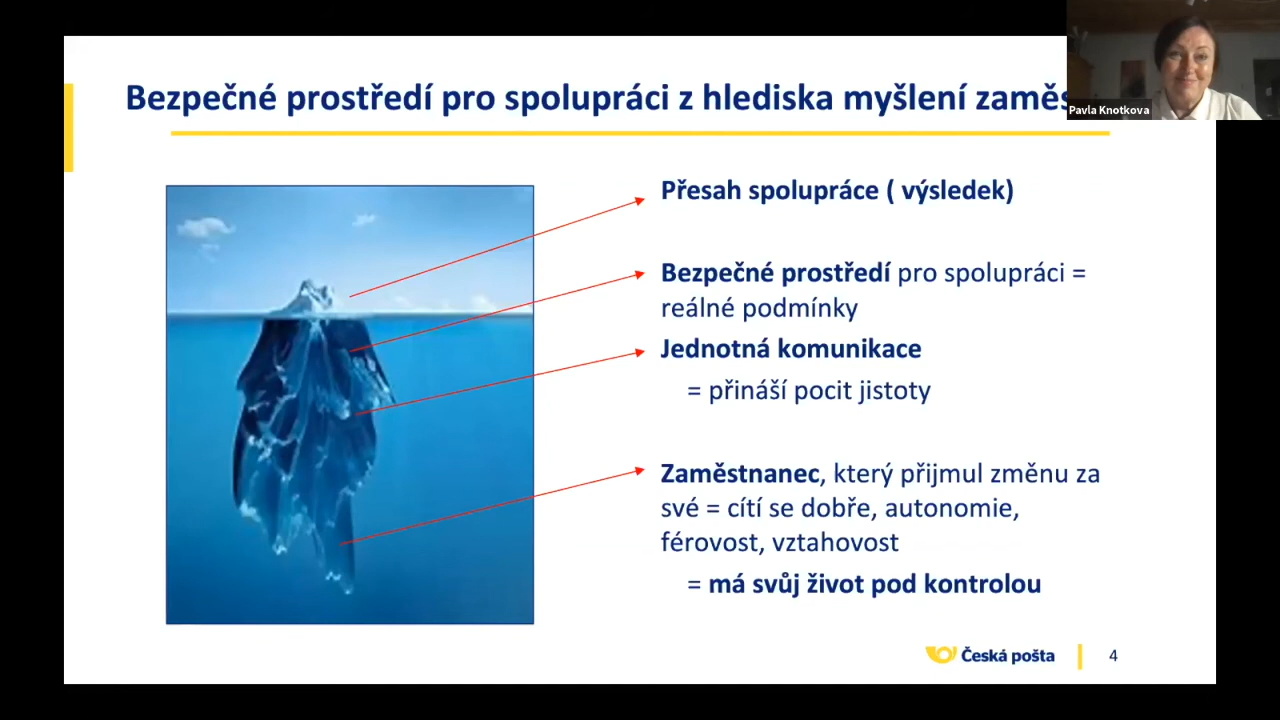 Bezpečné prostředí pro spolupráci z hlediska myšlení
Pavla Knotkova
Přesah spolupráce ( výsledek)
Bezpečné prostředí pro spolupráci =
reálné podmínky
Jednotná komunikace
= přináší pocit jistoty
Zaměstnanec, který přijmul změnu za
své = cítí se dobře, autonomie,
férovost, vztahovost
= má svůj život pod kontrolou
Česká pošta
4